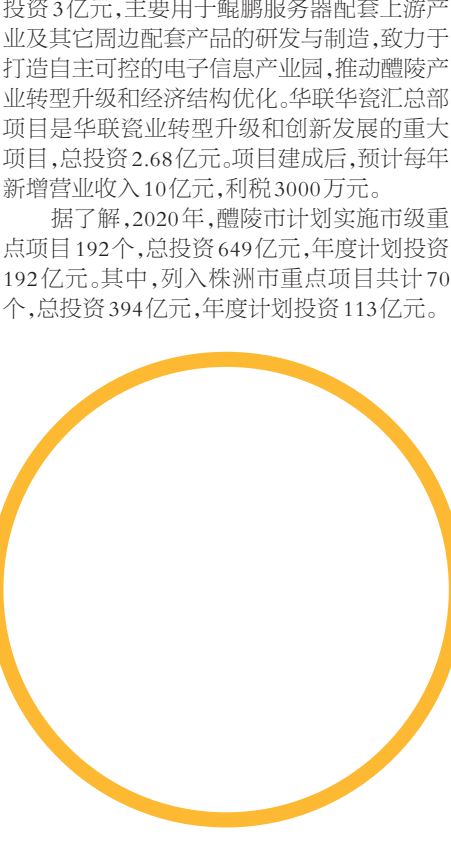 投资3亿元,主要用于鲲鹏服务器配套上游产
业及其它周边配套产品的研发与制造,致力于
打造自主可控的电子信息产业园,推动醴陵产
业转型升级和经济结构优化。华联华瓷汇总部
项目是华联瓷业转型升级和创新发展的重大
项目,总投资2.68亿元。项目建成后,预计每年
新增营业收入10亿元,利税3000万元。
据了解,2020年,醴陵市计划实施市级重
点项目192个,总投资649亿元,年度计划投资
192亿元。其中,列入株洲市重点项目共计70
个,总投资394亿元,年度计划投资113亿元。